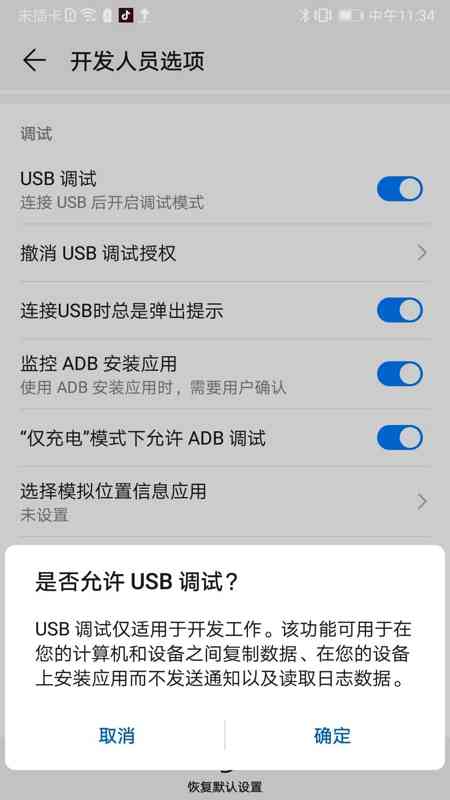 未插卡
中午11:34
开发人员选项
调试
USB 调试
连接 USB 后开启调试模式
撤消 USB 调试授权
连接USB时总是弹出提示
监控 ADB 安装应用
使用 ADB 安装应用时，需要用户确认
“仅充电”模式下允许 ADB 调试
选择模拟位置信息应用
未设置
是否允许 USB 调试？
USB 调试仅适用于开发工作。该功能可用于在
您的计算机和设备之间复制数据、在您的设备
上安装应用而不发送通知以及读取日志数据。
取消
确定
恢复默认设置